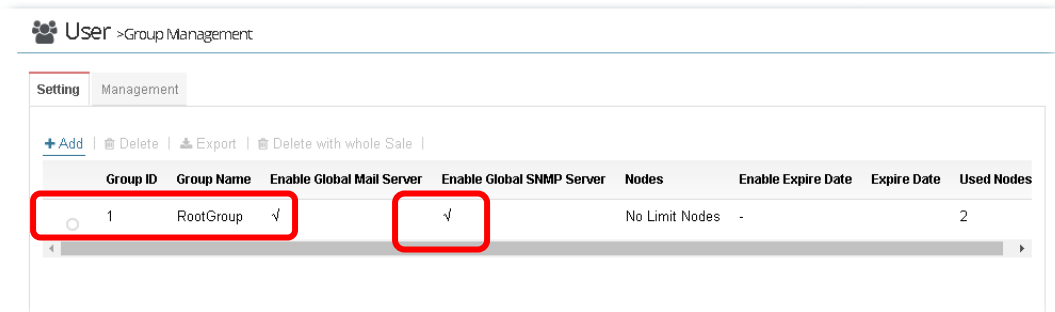 User >Group Management
Setting Management
+ Add | Delete | Export | Delete with whole Sale |
Group ID Group Name Enable Global Mail Server Enable Global SNMP Server Nodes Enable Expire Date Expire Date Used Nodes
1 RootGroup √ √ No Limit Nodes - 2